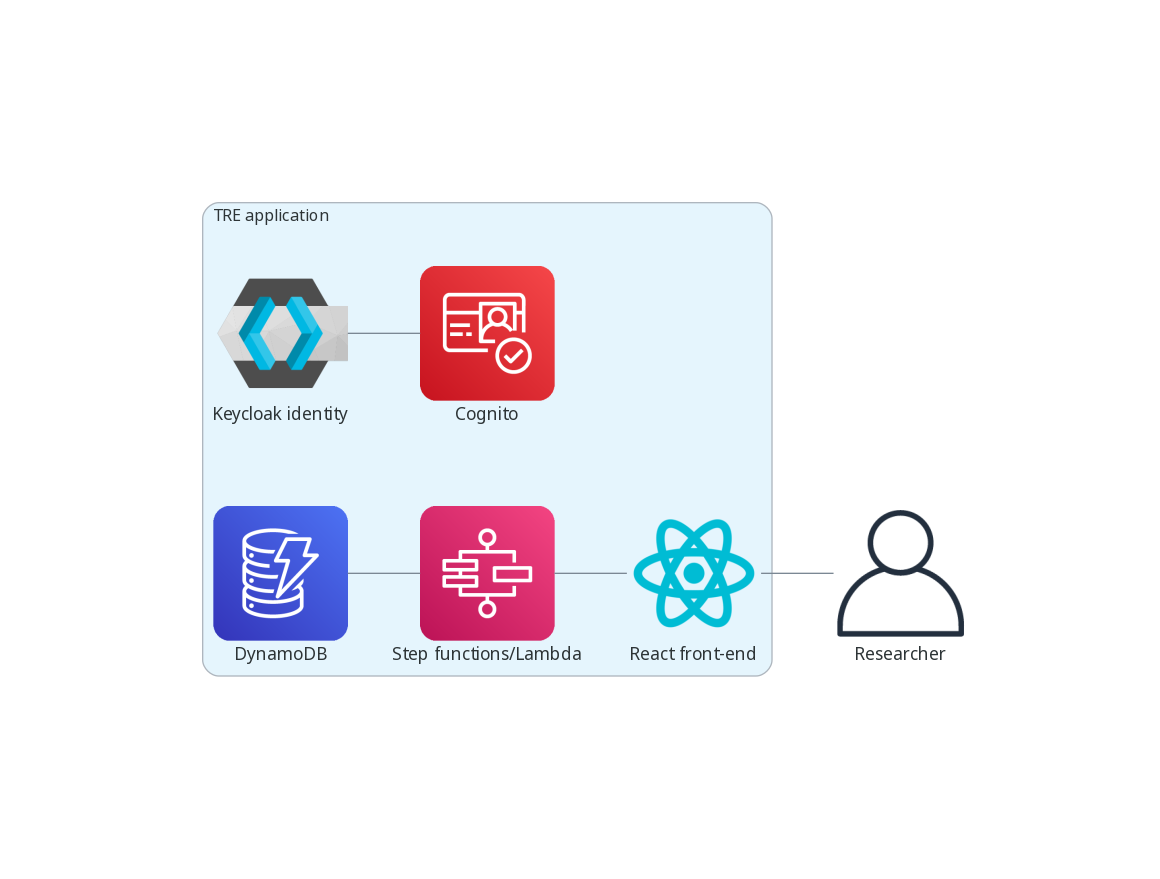 TRE application
Keycloak identity
Cognito
DynamoDB
Step functions/Lambda
React front-end
Researcher